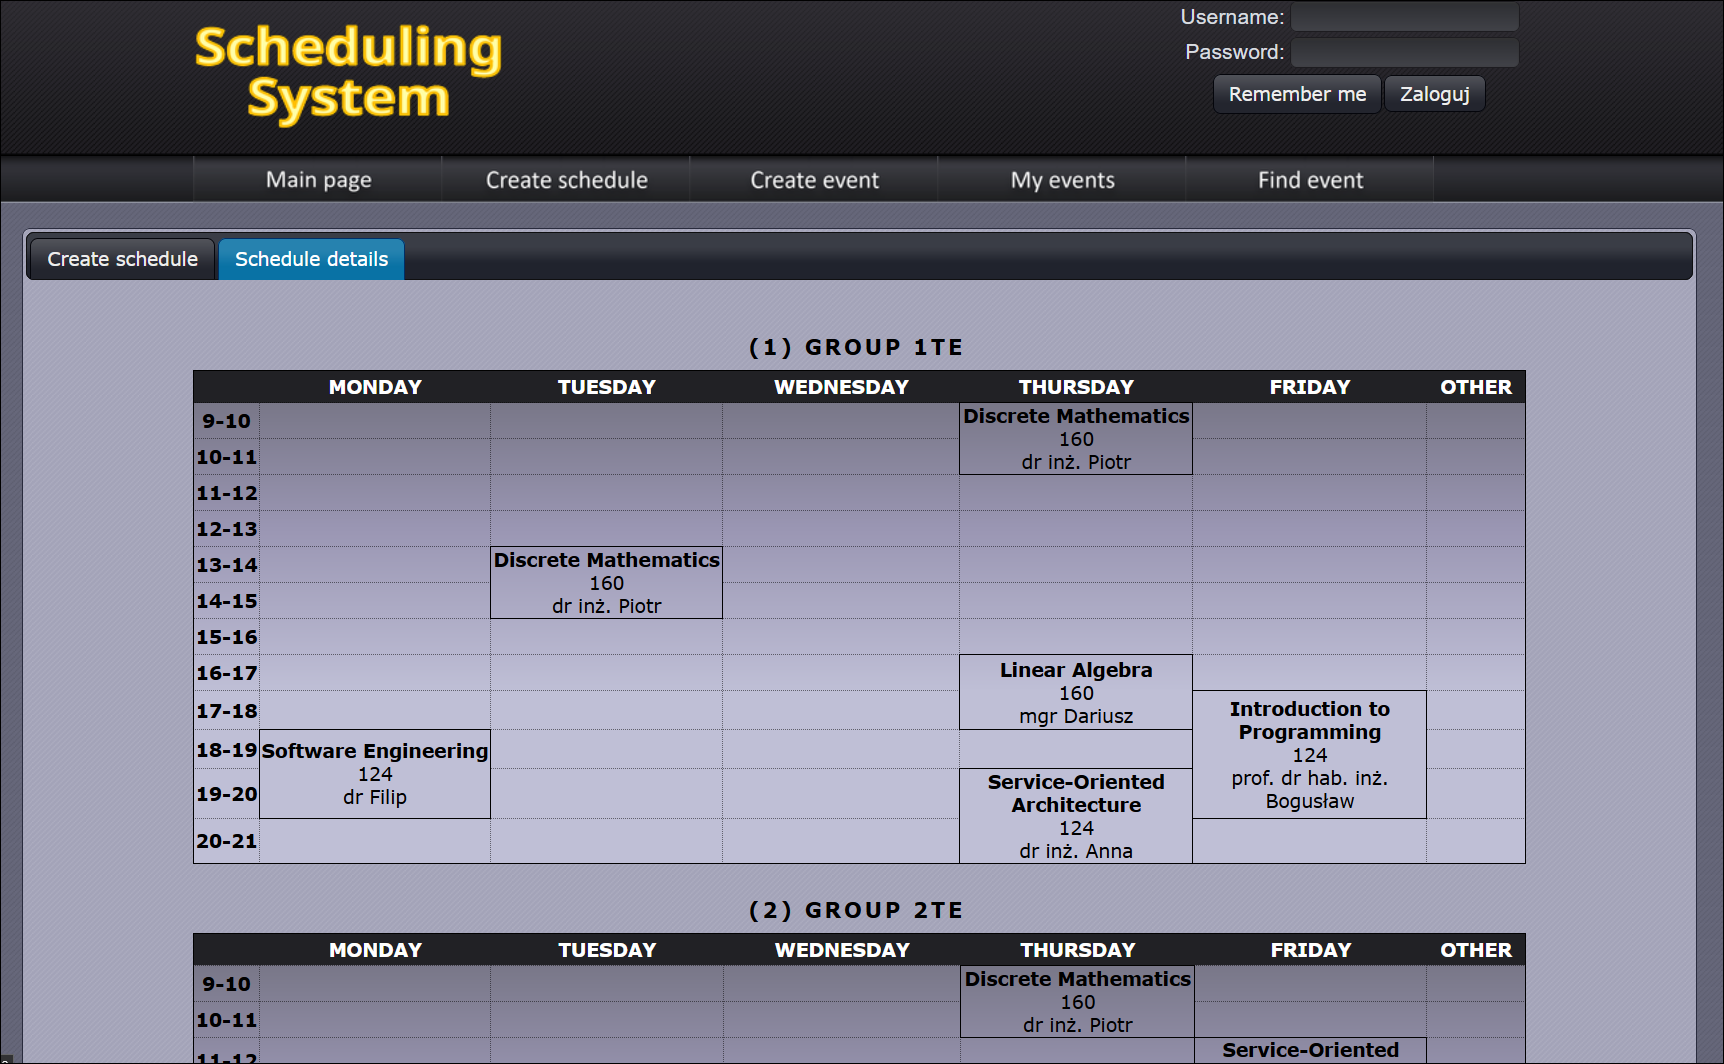 Scheduling
System
Username:
Password:
Remember me Zaloguj
Main page Create schedule Create event My events Find event
Create schedule Schedule details
(1) GROUP 1TE
MONDAY TUESDAY WEDNESDAY THURSDAY FRIDAY OTHER
9-10
10-11
Discrete Mathematics
160
dr inż. Piotr
11-12
12-13
13-14
14-15
Discrete Mathematics
160
dr inż. Piotr
15-16
16-17
17-18
Linear Algebra
160
mgr Dariusz
18-19
19-20
Software Engineering
124
dr Filip
Introduction to
Programming
124
prof. dr hab. inż.
Bogusław
20-21
Service-Oriented
Architecture
124
dr inż. Anna
(2) GROUP 2TE
MONDAY TUESDAY WEDNESDAY THURSDAY FRIDAY OTHER
9-10
10-11
Discrete Mathematics
160
dr inż. Piotr
11-12
Service-Oriented